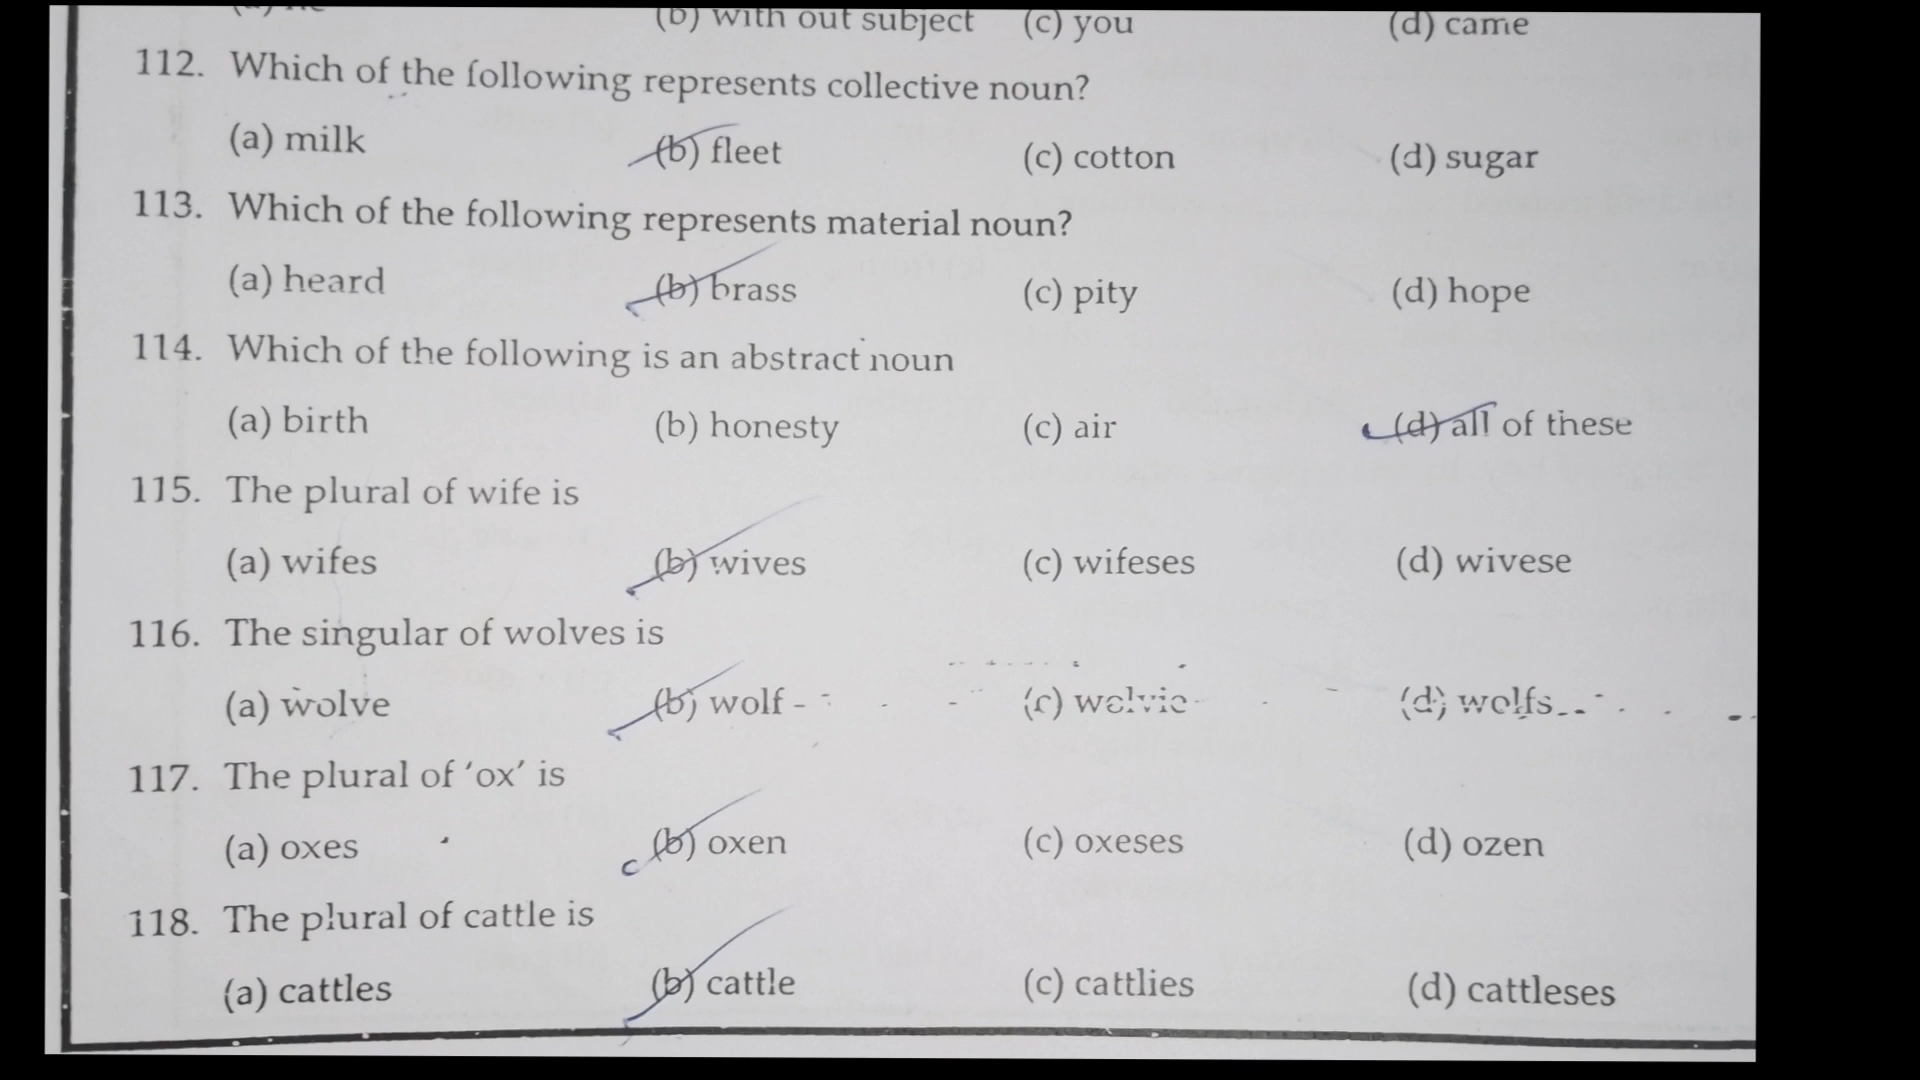 (b) with out subject (c) you (d) came
112. Which of the following represents collective noun?
(a) milk (b) fleet (c) cotton (d) sugar
113. Which of the following represents material noun?
(a) heard (b) brass (c) pity (d) hope
114. Which of the following is an abstract noun
(a) birth (b) honesty (c) air (d) all of these
115. The plural of wife is
(a) wifes (b) wives (c) wifeses (d) wivese
116. The singular of wolves is
(a) wolve (b) wolf (c) (d) wolfs
117. The plural of ‘ox’ is
(a) oxes (b) oxen (c) oxeses (d) ozen
118. The plural of cattle is
(a) cattles (b) cattle (c) cattlies (d) cattleses